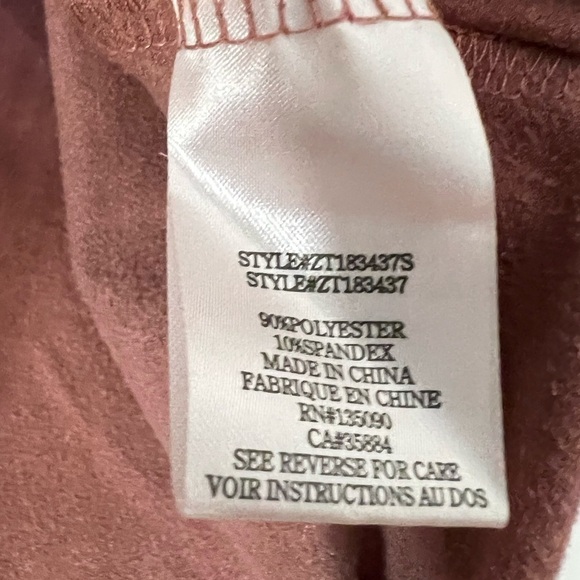 STYLE#ZT183437S
STYLE#ZT183437
90%POLYESTER
10%SPANDEX
MADE IN CHINA
FABRIQUE EN CHINE
RN#135090
CA#35884
SEE REVERSE FOR CARE
VOIR INSTRUCTIONS AU DOS